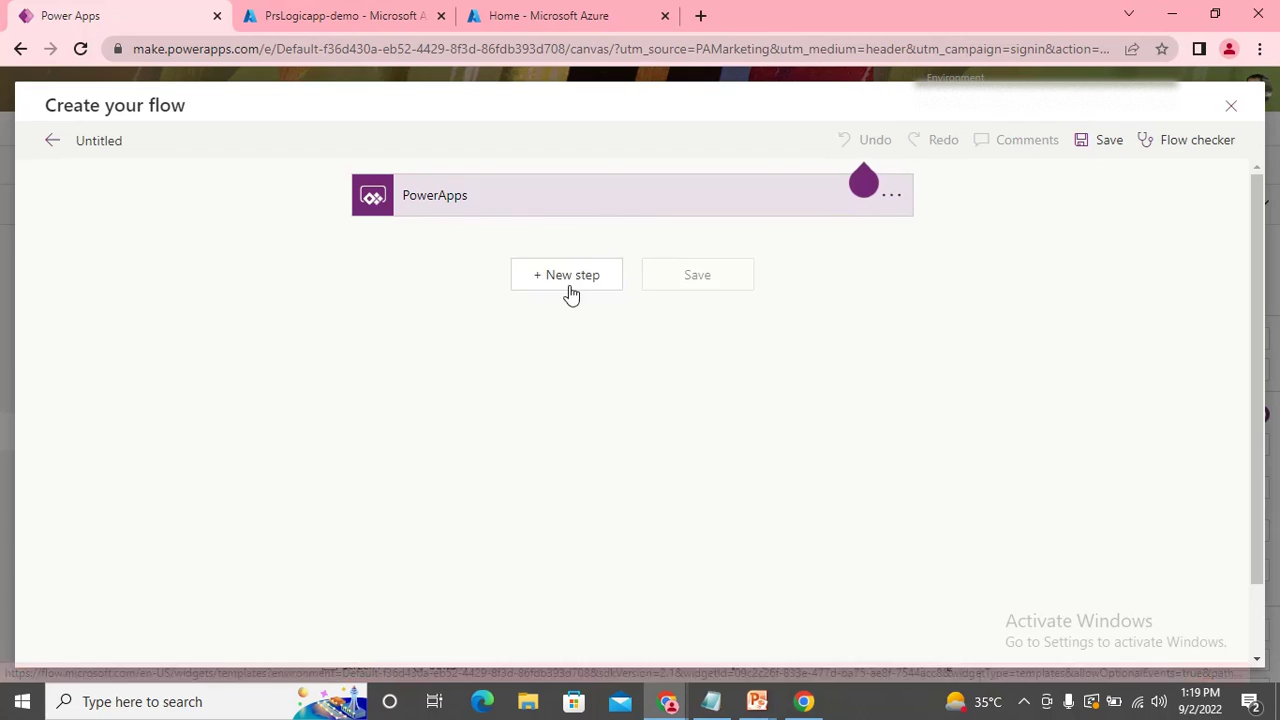 Power Apps
PrsLogicapp-demo - Microsoft A
Home - Microsoft Azure
make.powerapps.com/e/Default-f36d430a-eb52-4429-8f3d-86fdb393d708/canvas/?utm_source=PAMarketing&utm_medium=header&utm_campaign=signin&action=...
Environment
Create your flow
Untitled
Undo
Redo
Comments
Save
Flow checker
PowerApps
...
+ New step
Save
Activate Windows
Go to Settings to activate Windows.
Type here to search
35°C
1:19 PM
9/2/2022
2